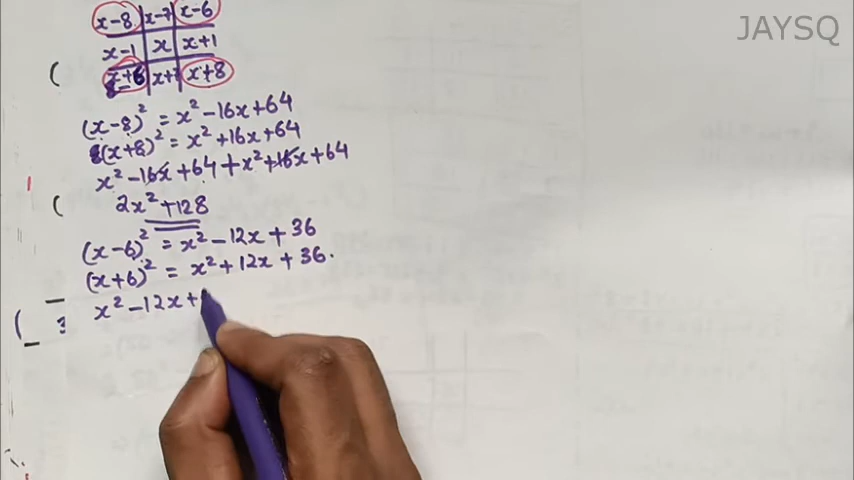 JAYSQ
x-8 x-7 x-6
x-1 x x+1
x+6 x+7 x+8
(x-8)² = x² -16x+64
(x+8)² = x² +16x+64
x² -16x +64 +x² +16x+64
2x² +128
(x-6)² = x² -12x +36
(x+6)² = x² +12x +36.
x² -12x+